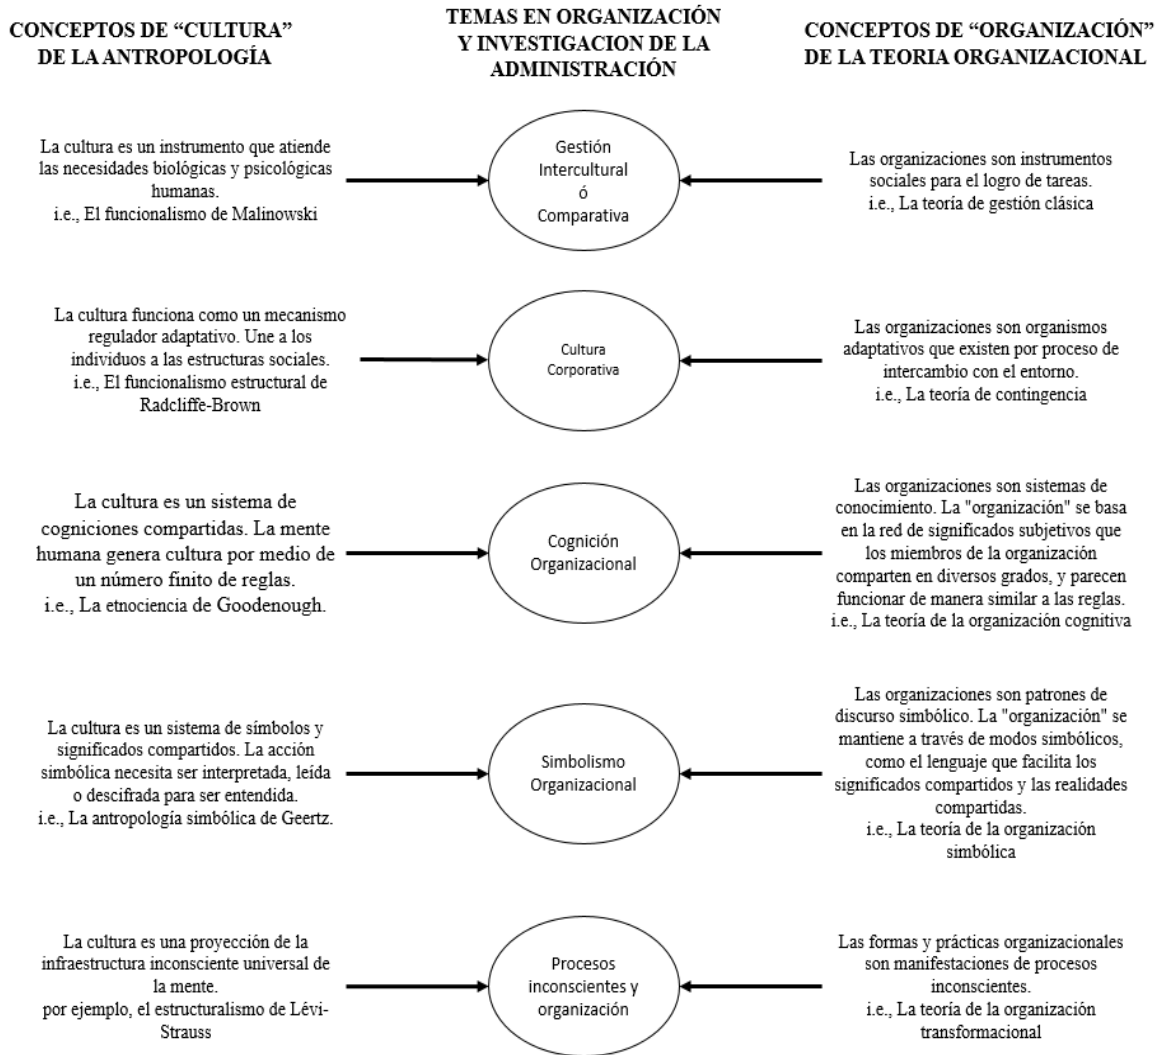 CONCEPTOS DE “CULTURA”
DE LA ANTROPOLOGÍA
TEMAS EN ORGANIZACIÓN
Y INVESTIGACION DE LA
ADMINISTRACIÓN
CONCEPTOS DE “ORGANIZACIÓN”
DE LA TEORIA ORGANIZACIONAL
La cultura es un instrumento que atiende
las necesidades biológicas y psicológicas
humanas.
i.e., El funcionalismo de Malinowski
Gestión
Intercultural
ó
Comparativa
Las organizaciones son instrumentos
sociales para el logro de tareas.
i.e., La teoría de gestión clásica
La cultura funciona como un mecanismo
regulador adaptativo. Une a los
individuos a las estructuras sociales.
i.e., El funcionalismo estructural de
Radcliffe-Brown
Cultura
Corporativa
Las organizaciones son organismos
adaptativos que existen por proceso de
intercambio con el entorno.
i.e., La teoría de contingencia
La cultura es un sistema de
cogniciones compartidas. La mente
humana genera cultura por medio de
un número finito de reglas.
i.e., La etnociencia de Goodenough.
Cognición
Organizacional
Las organizaciones son sistemas de
conocimiento. La "organización" se basa
en la red de significados subjetivos que
los miembros de la organización
comparten en diversos grados, y parecen
funcionar de manera similar a las reglas.
i.e., La teoría de la organización cognitiva
La cultura es un sistema de símbolos y
significados compartidos. La acción
simbólica necesita ser interpretada, leída
o descifrada para ser entendida.
i.e., La antropología simbólica de Geertz.
Simbolismo
Organizacional
Las organizaciones son patrones de
discurso simbólico. La "organización" se
mantiene a través de modos simbólicos,
como el lenguaje que facilita los
significados compartidos y las realidades
compartidas.
i.e., La teoría de la organización
simbólica
La cultura es una proyección de la
infraestructura inconsciente universal de
la mente.
por ejemplo, el estructuralismo de Lévi-
Strauss
Procesos
inconscientes y
organización
Las formas y prácticas organizacionales
son manifestaciones de procesos
inconscientes.
i.e., La teoría de la organización
transformacional